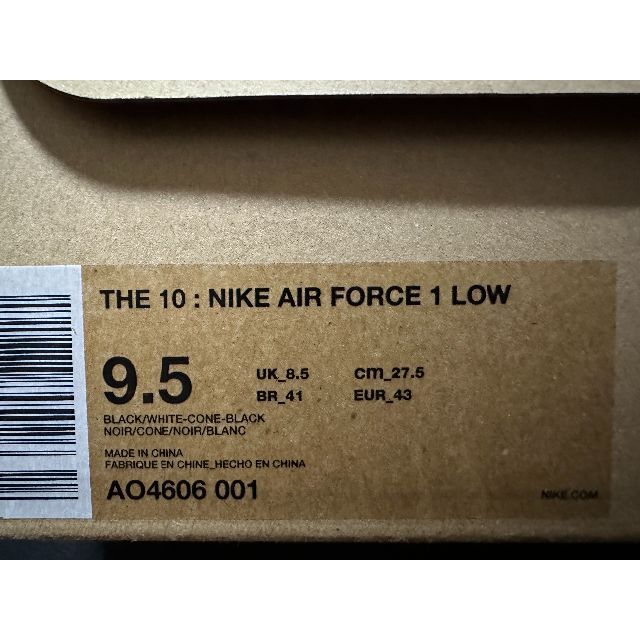 THE 10 : NIKE AIR FORCE 1 LOW
9.5 UK_8.5 cm_27.5
BR_41 EUR_43
BLACK/WHITE-CONE-BLACK
NOIR/CONE/NOIR/BLANC
MADE IN CHINA
FABRIQUE EN CHINE_HECHO EN CHINA
AO4606 001 NIKE.COM